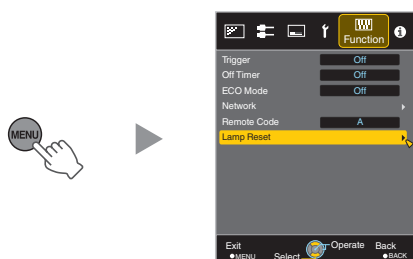 MENU
Function
Trigger Off
Off Timer Off
ECO Mode Off
Network
Remote Code A
Lamp Reset
Exit Operate Back
MENU Select BACK